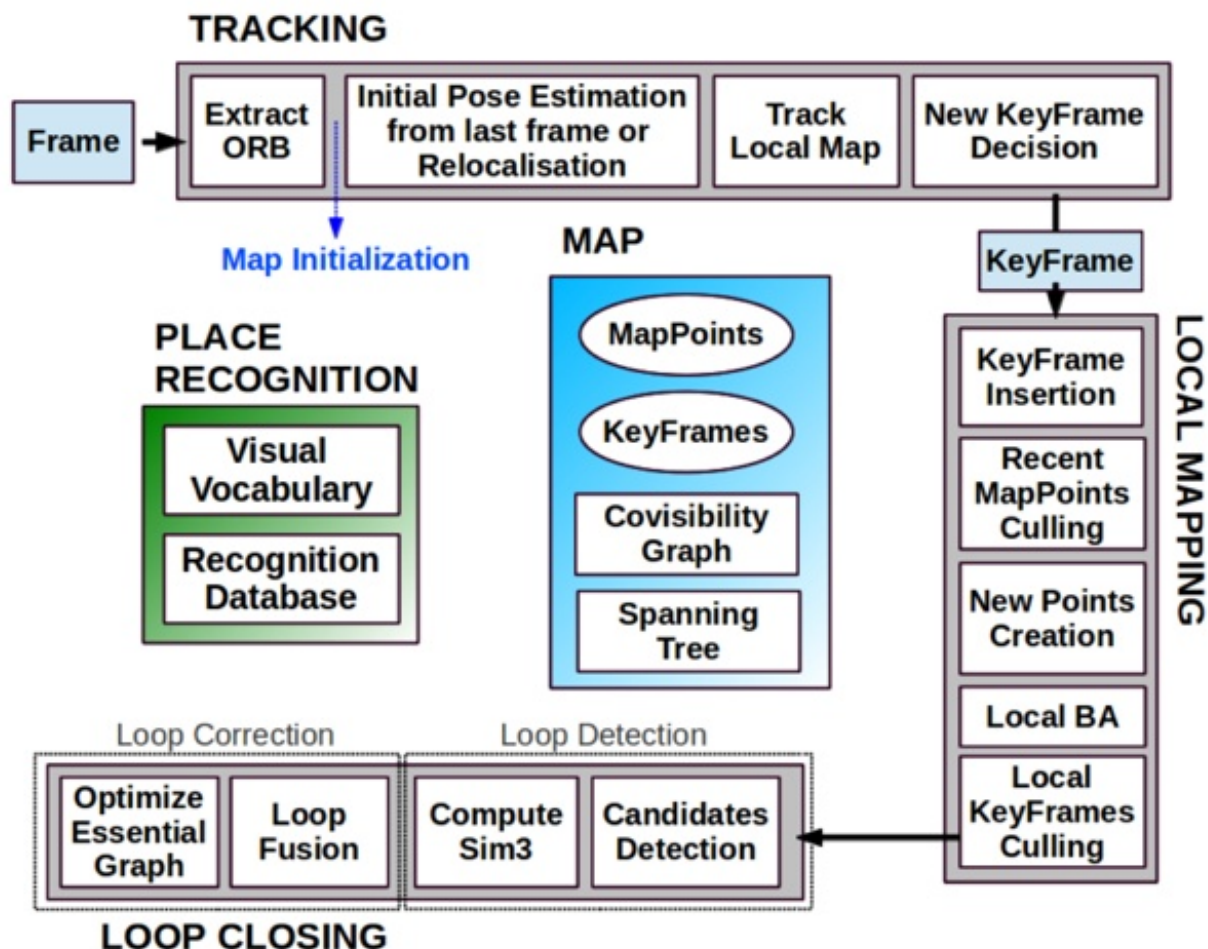 TRACKING
Frame
Extract
ORB
Initial Pose Estimation
from last frame or
Relocalisation
Track
Local Map
New KeyFrame
Decision
Map Initialization
MAP
KeyFrame
PLACE
RECOGNITION
Visual
Vocabulary
Recognition
Database
MapPoints
KeyFrames
Covisibility
Graph
Spanning
Tree
LOCAL MAPPING
KeyFrame
Insertion
Recent
MapPoints
Culling
New Points
Creation
Local BA
Local
KeyFrames
Culling
Loop Correction
Loop Detection
Optimize
Essential
Graph
Loop
Fusion
Compute
Sim3
Candidates
Detection
LOOP CLOSING